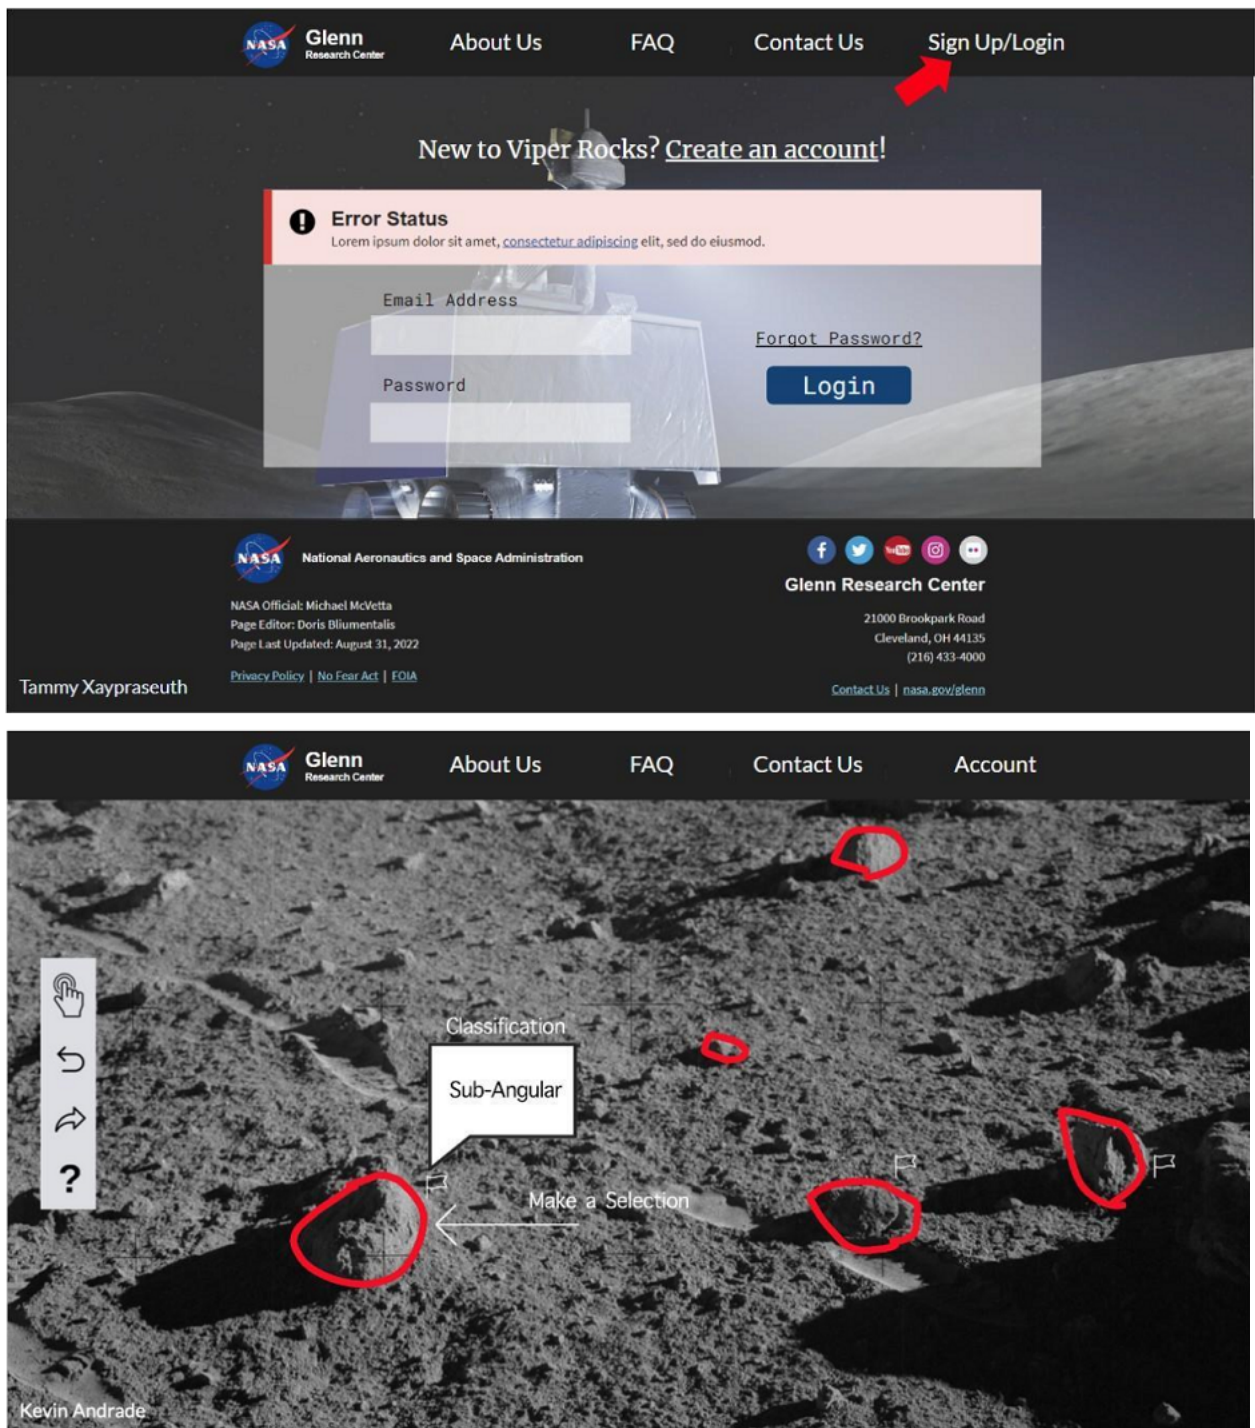 NASA Glenn Research Center About Us FAQ Contact Us Sign Up/Login
New to Viper Rocks? Create an account!
Error Status
Lorem ipsum dolor sit amet, consectetur adipiscing elit, sed do eiusmod.
Email Address
Forgot Password?
Password
Login
NASA National Aeronautics and Space Administration
YouTube
Glenn Research Center
NASA Official: Michael McVetta
Page Editor: Doris Bliumentalis
Page Last Updated: August 31, 2022
21000 Brookpark Road
Cleveland, OH 44135
(216) 433-4000
Privacy Policy | No Fear Act | FOIA
Contact Us | nasa.gov/glenn
Tammy Xaypraseuth
NASA Glenn Research Center About Us FAQ Contact Us Account
Classification
Sub-Angular
?
Make a Selection
Kevin Andrade